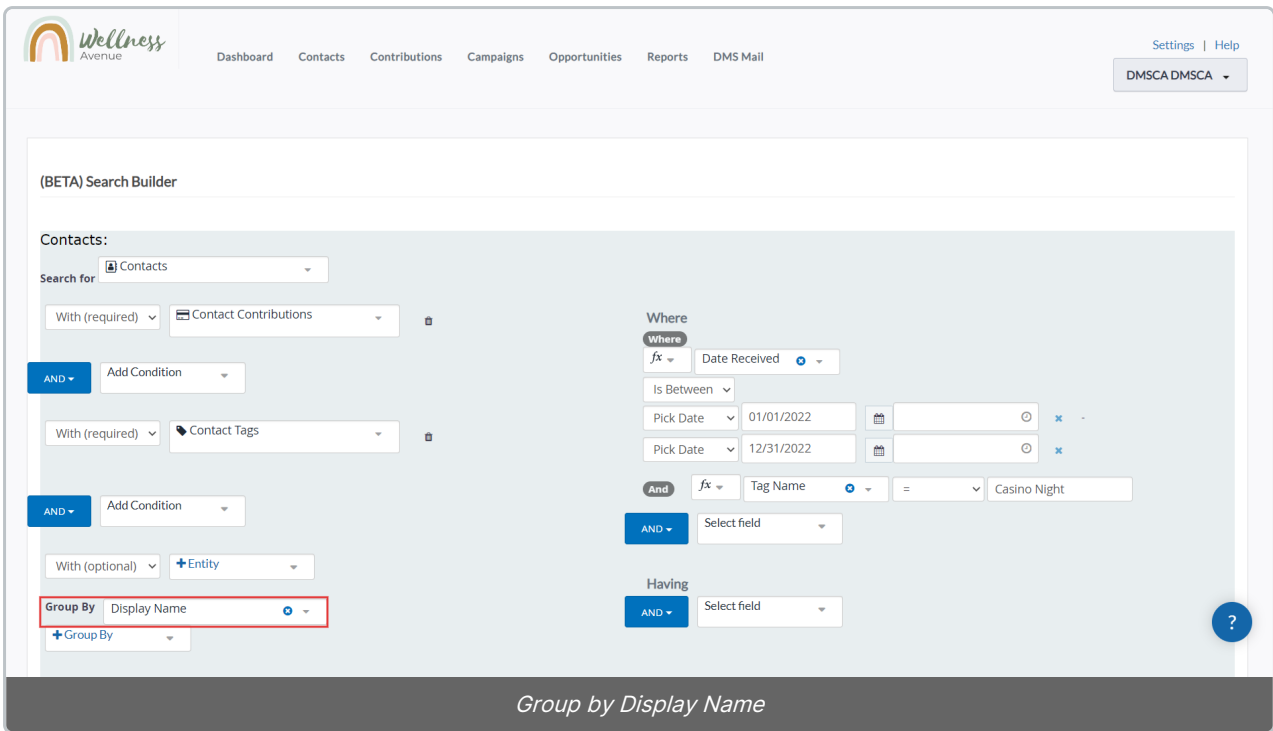 Wellness
Avenue
Dashboard Contacts Contributions Campaigns Opportunities Reports DMS Mail
Settings | Help
DMSCA DMSCA
(BETA) Search Builder
Contacts:
Search for Contacts
With (required) Contact Contributions
AND Add Condition
With (required) Contact Tags
AND Add Condition
With (optional) +Entity
Group By Display Name
+Group By
Where
Where
fx Date Received
Is Between
Pick Date 01/01/2022 -
Pick Date 12/31/2022
And fx Tag Name = Casino Night
AND Select field
Having
AND Select field
?
Group by Display Name